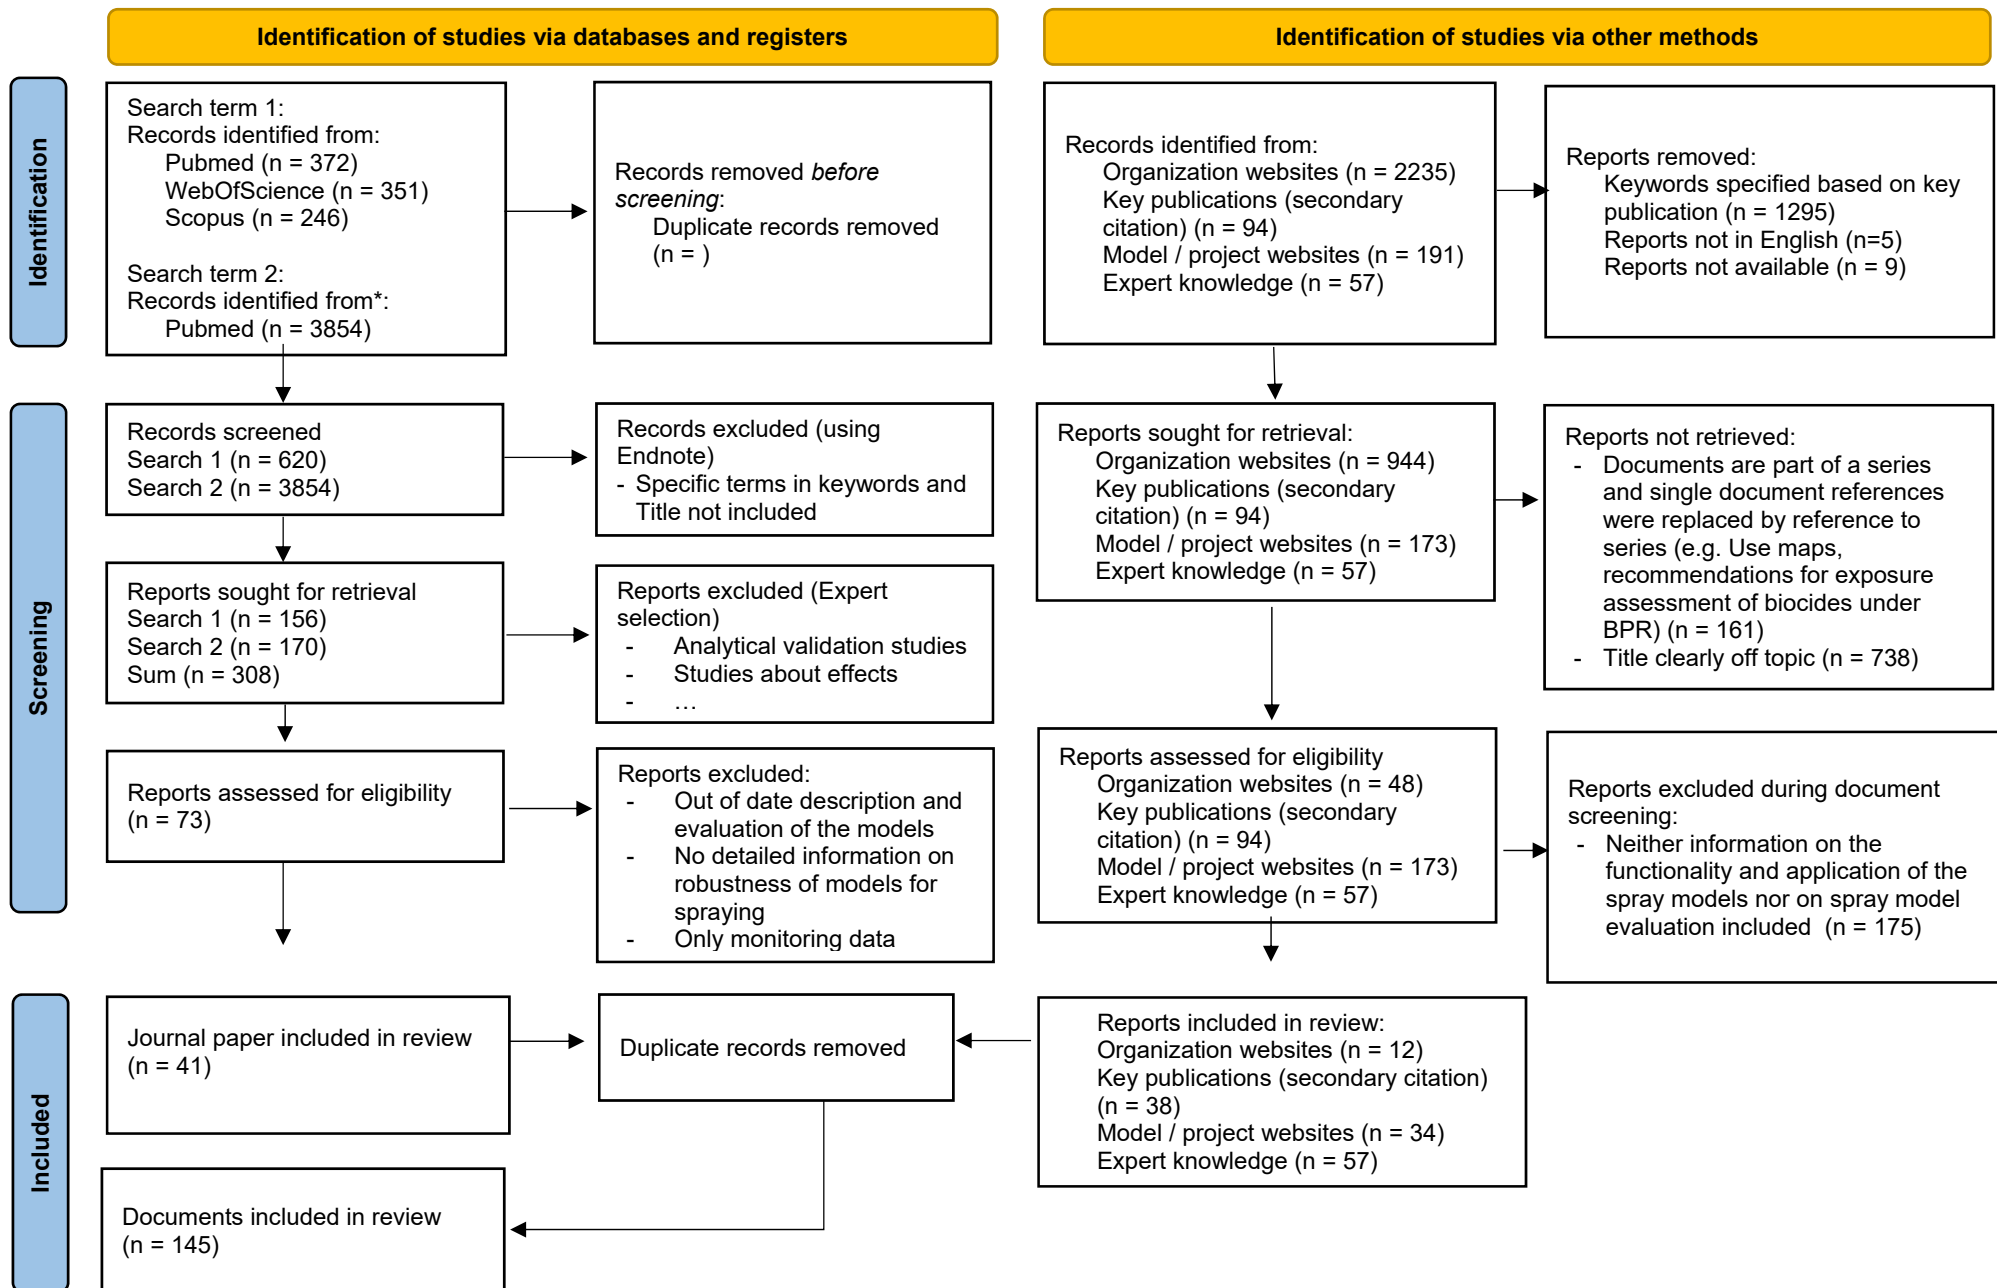 Identification of studies via databases and registers
Identification of studies via other methods
Identification
Search term 1:
Records identified from:
Pubmed (n = 372)
WebOfScience (n = 351)
Scopus (n = 246)
Search term 2:
Records identified from*:
Pubmed (n = 3854)
Records removed before
screening:
Duplicate records removed
(n = )
Records identified from:
Organization websites (n = 2235)
Key publications (secondary
citation) (n = 94)
Model / project websites (n = 191)
Expert knowledge (n = 57)
Reports removed:
Keywords specified based on key
publication (n = 1295)
Reports not in English (n=5)
Reports not available (n = 9)
Screening
Records screened
Search 1 (n = 620)
Search 2 (n = 3854)
Records excluded (using
Endnote)
- Specific terms in keywords and
Title not included
Reports sought for retrieval:
Organization websites (n = 944)
Key publications (secondary
citation) (n = 94)
Model / project websites (n = 173)
Expert knowledge (n = 57)
Reports not retrieved:
- Documents are part of a series
and single document references
were replaced by reference to
series (e.g. Use maps,
recommendations for exposure
assessment of biocides under
BPR) (n = 161)
- Title clearly off topic (n = 738)
Reports sought for retrieval
Search 1 (n = 156)
Search 2 (n = 170)
Sum (n = 308)
Reports excluded (Expert
selection)
- Analytical validation studies
- Studies about effects
- …
Reports assessed for eligibility
(n = 73)
Reports excluded:
- Out of date description and
evaluation of the models
- No detailed information on
robustness of models for
spraying
- Only monitoring data
Reports assessed for eligibility
Organization websites (n = 48)
Key publications (secondary
citation) (n = 94)
Model / project websites (n = 173)
Expert knowledge (n = 57)
Reports excluded during document
screening:
- Neither information on the
functionality and application of the
spray models nor on spray model
evaluation included (n = 175)
Included
Journal paper included in review
(n = 41)
Duplicate records removed
Reports included in review:
Organization websites (n = 12)
Key publications (secondary citation)
(n = 38)
Model / project websites (n = 34)
Expert knowledge (n = 57)
Documents included in review
(n = 145)